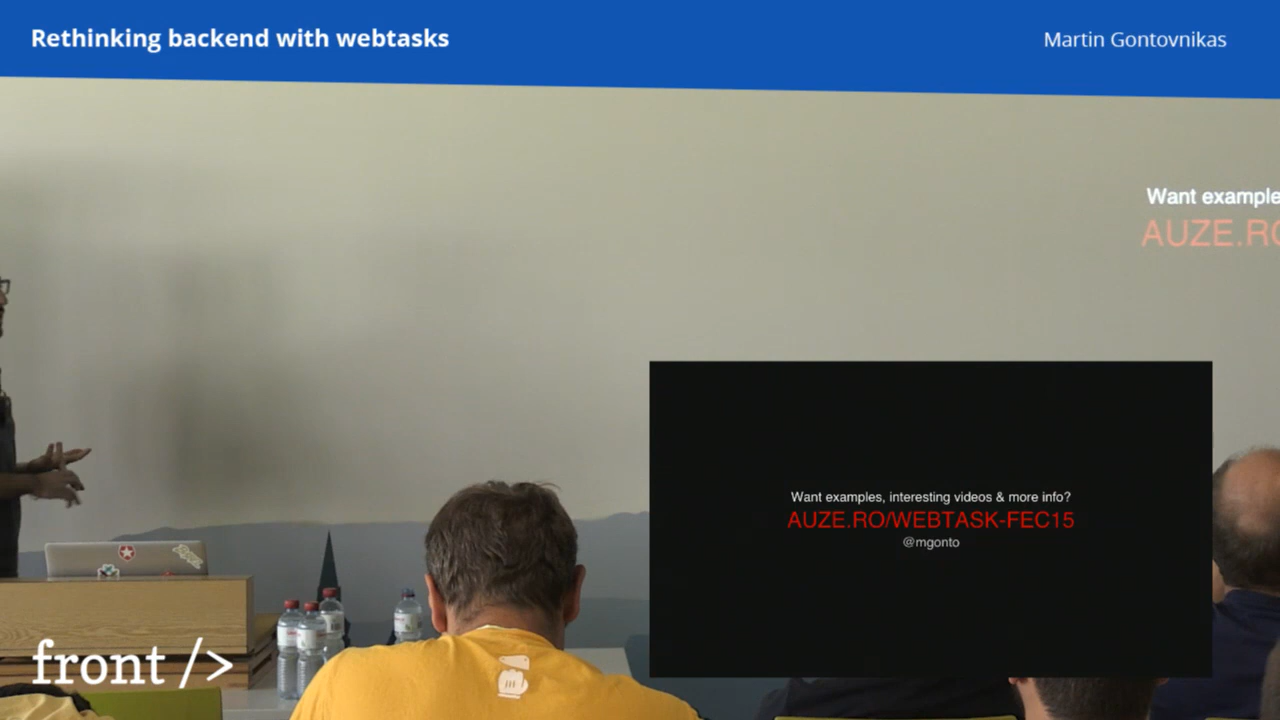 Rethinking backend with webtasks
Martin Gontovnikas
Want example
AUZE.RO
Want examples, interesting videos & more info?
AUZE.RO/WEBTASK-FEC15
@mgonto
front />